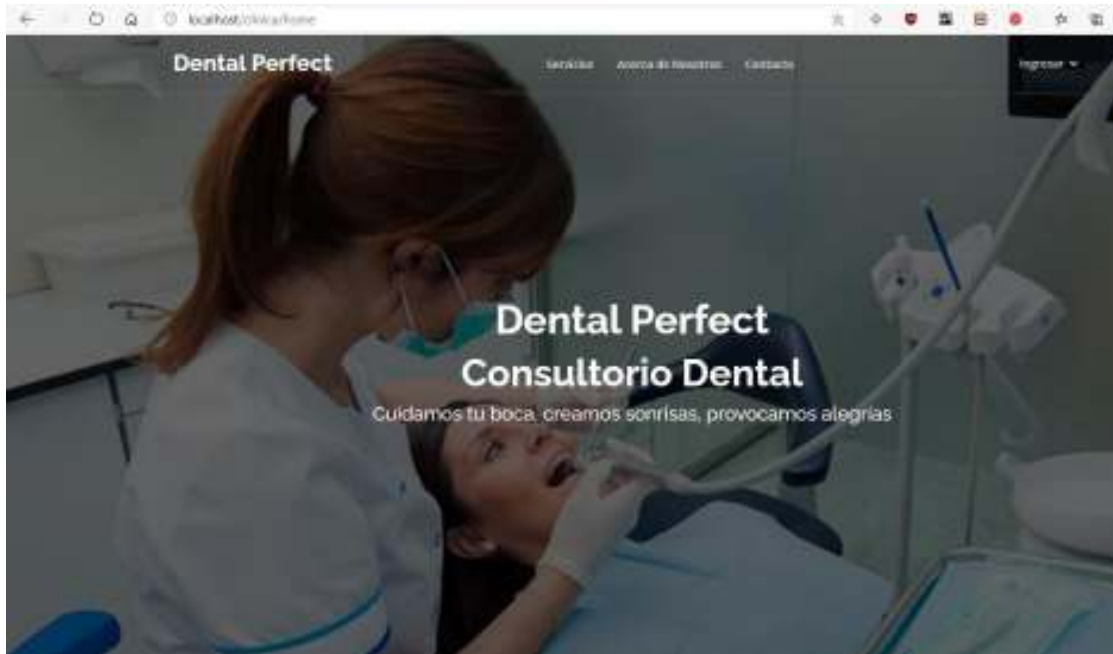 localhost/clinica/home
Dental Perfect
Servicios Acerca de Nosotros Contacto
Ingresar
Dental Perfect
Consultorio Dental
Cuidamos tu boca, creamos sonrisas, provocamos alegrías